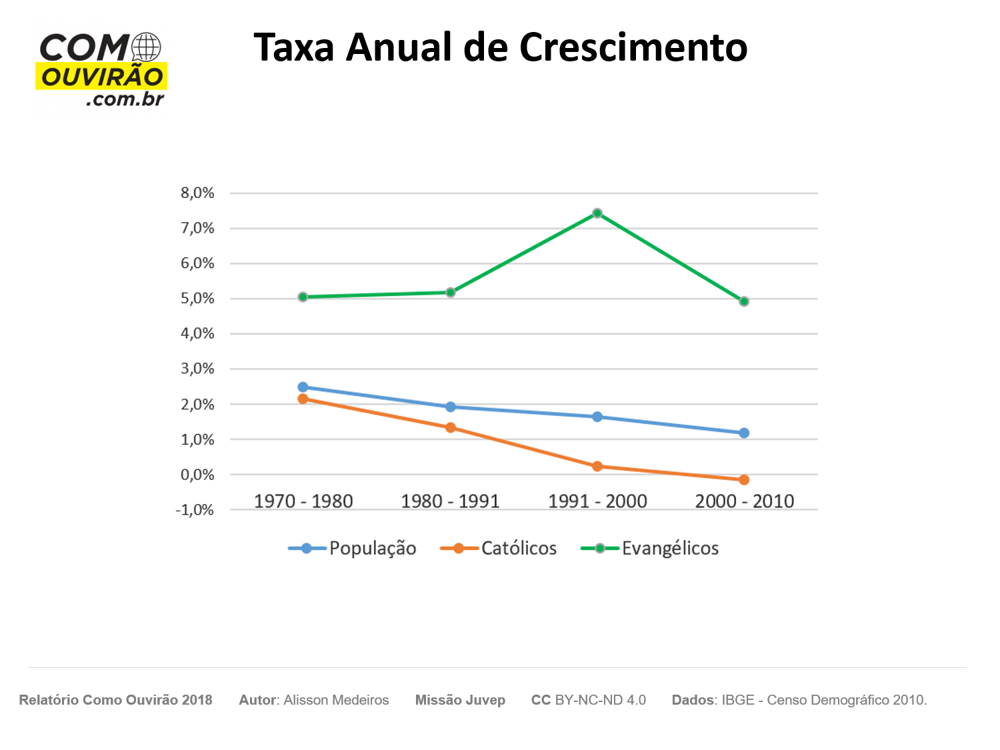 COMO
OUVIRÃO
.com.br
Taxa Anual de Crescimento
8,0%
7,0%
6,0%
5,0%
4,0%
3,0%
2,0%
1,0%
0,0%
-1,0%
1970 - 1980 1980 - 1991 1991 - 2000 2000 - 2010
População Católicos Evangélicos
Relatório Como Ouvirão 2018 Autor: Alisson Medeiros Missão Juvep CC BY-NC-ND 4.0 Dados: IBGE - Censo Demográfico 2010.